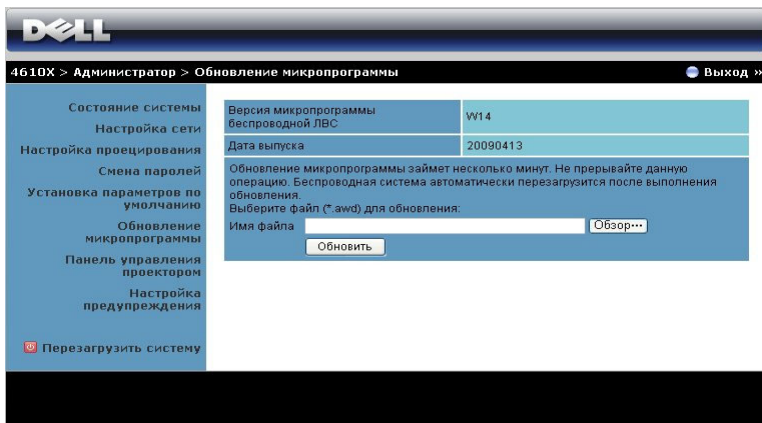 DELL
4610X > Администратор > Обновление микропрограммы
Выход »
Состояние системы
Настройка сети
Настройка проецирования
Смена паролей
Установка параметров по
умолчанию
Обновление
микропрограммы
Панель управления
проектором
Настройка
предупреждения
Перезагрузить систему
Версия микропрограммы
беспроводной ЛВС
W14
Дата выпуска
20090413
Обновление микропрограммы займет несколько минут. Не прерывайте данную
операцию. Беспроводная система автоматически перезагрузится после выполнения
обновления.
Выберите файл (*.awd) для обновления:
Имя файла
Обзор...
Обновить